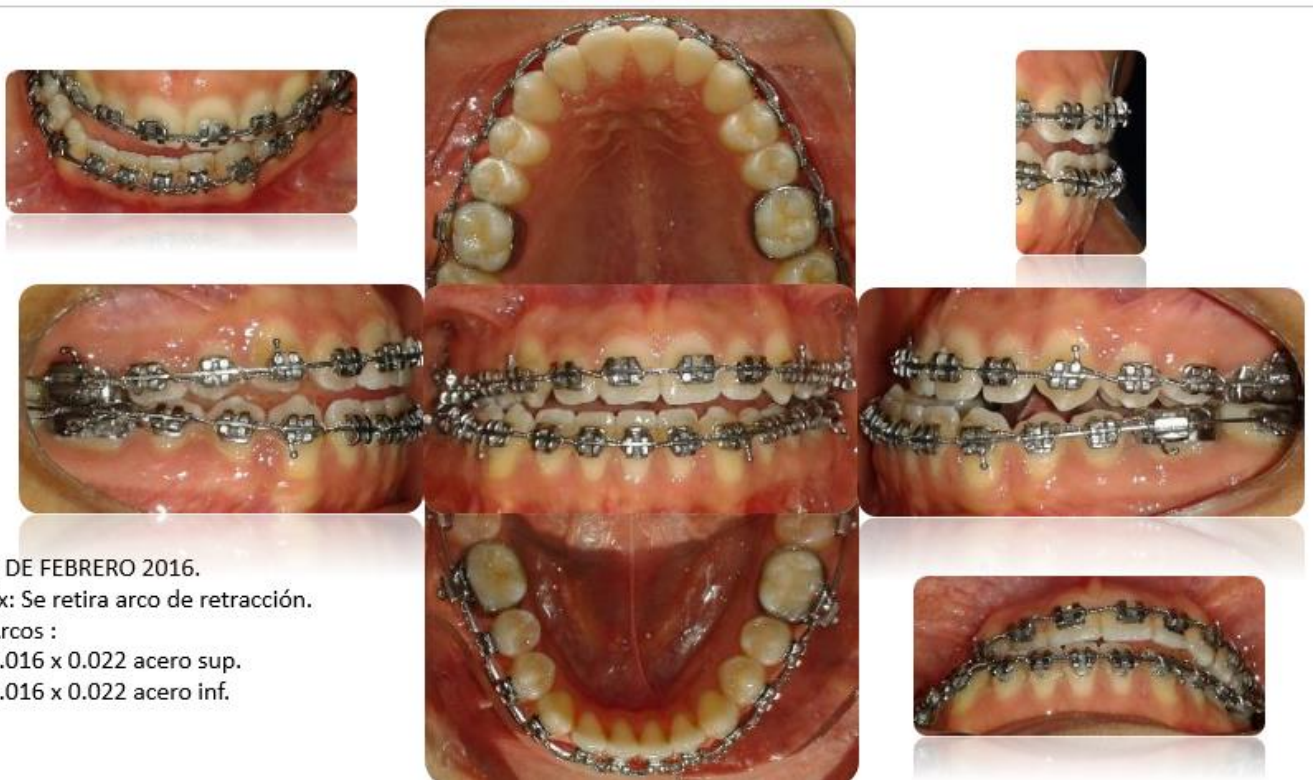 DE FEBRERO 2016.
x: Se retira arco de retracción.
rcos :
.016 x 0.022 acero sup.
.016 x 0.022 acero inf.